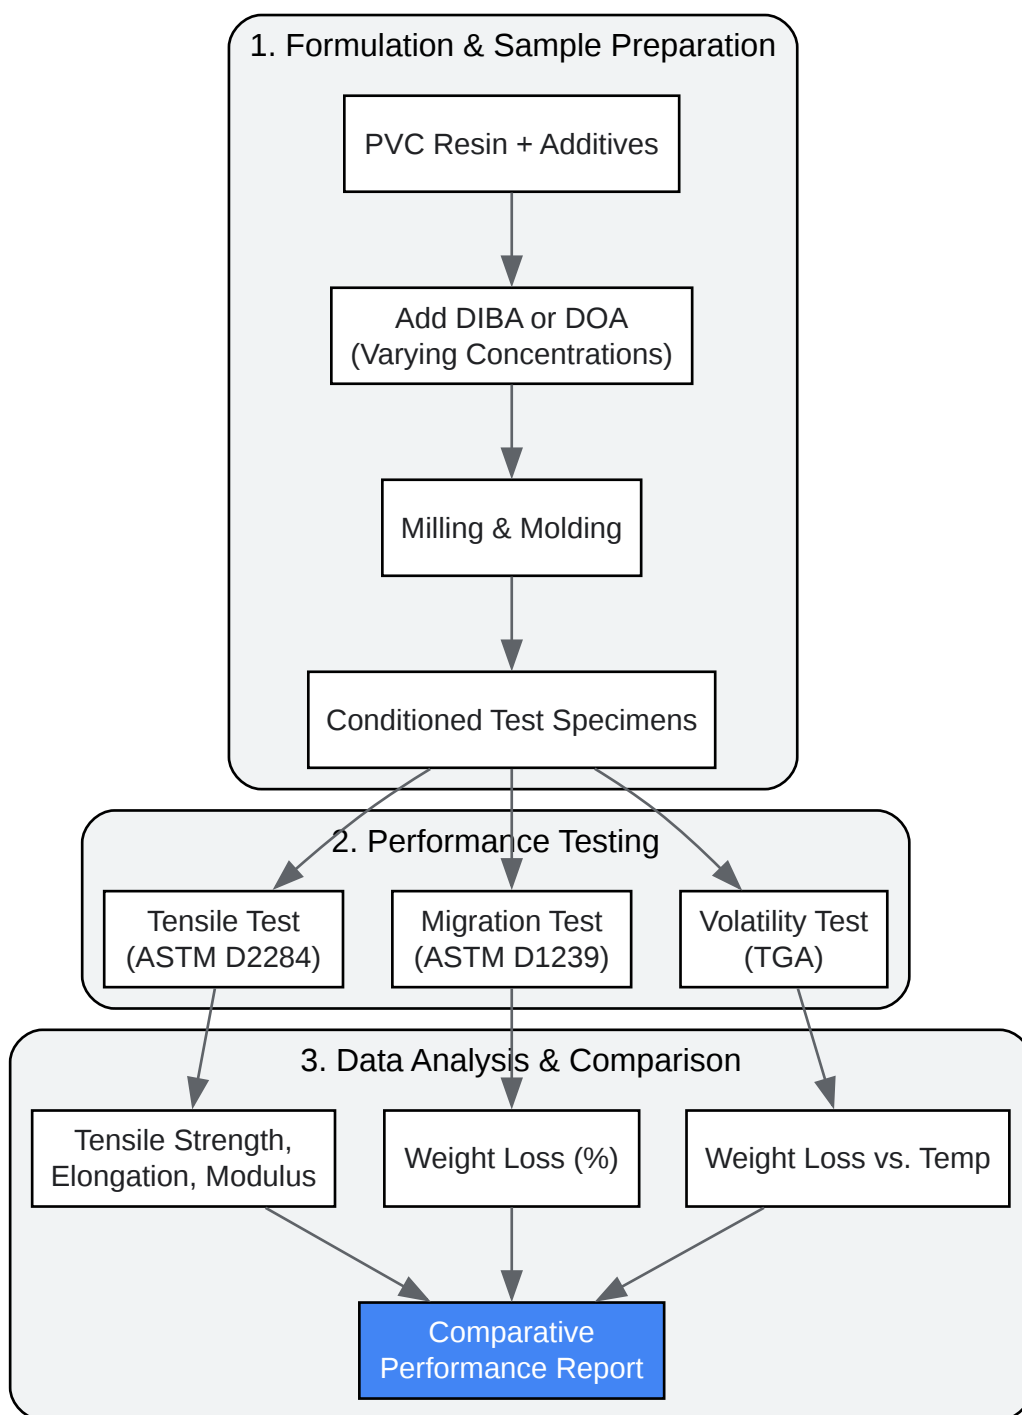 1. Formulation & Sample Preparation
PVC Resin + Additives
Add DIBA or DOA
(Varying Concentrations)
Milling & Molding
Conditioned Test Specimens
2. Performance Testing
Tensile Test
(ASTM D2284)
Migration Test
(ASTM D1239)
Volatility Test
(TGA)
3. Data Analysis & Comparison
Tensile Strength,
Elongation, Modulus
Weight Loss (%)
Weight Loss vs. Temp
Comparative
Performance Report